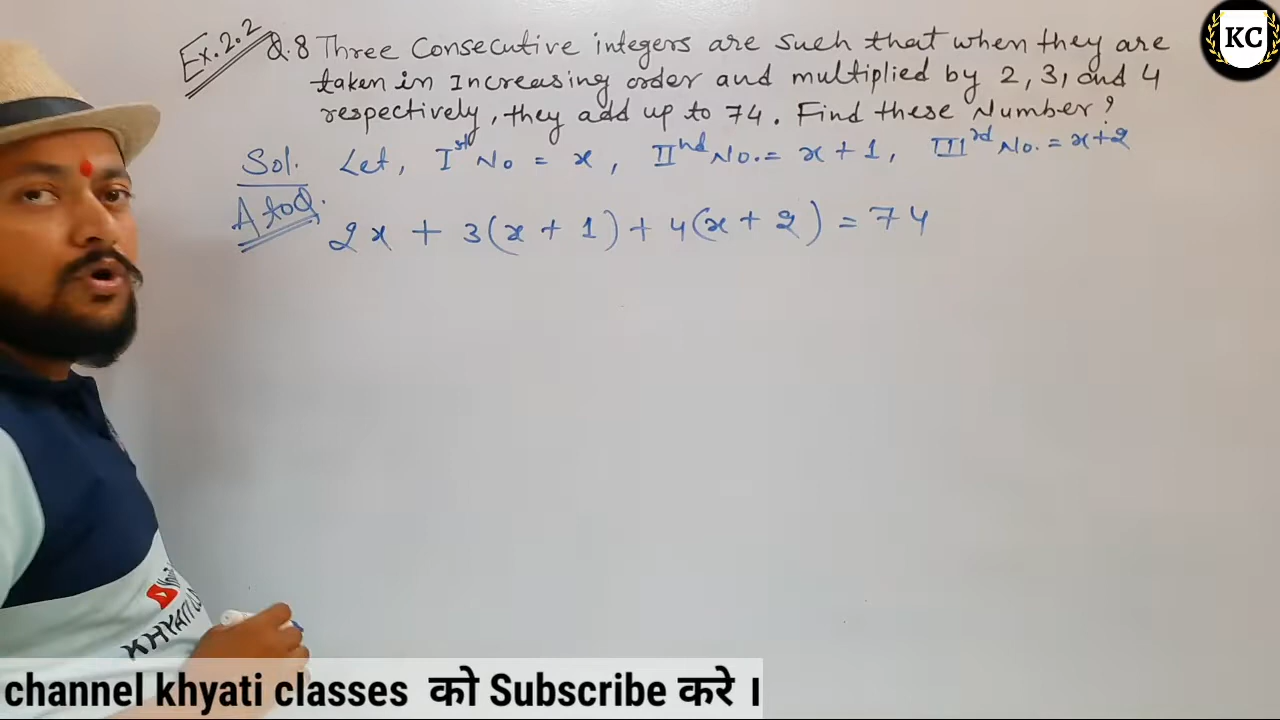 Ex.2.2
Q.8 Three Consecutive integers are such that when they are
taken in Increasing order and multiplied by 2, 3, and 4
respectively, they add up to 74. Find these Number?
Sol. Let, Ist No = x, IInd No. = x + 1, IIIrd No. = x+2
A to Q. 2x + 3(x + 1) + 4(x + 2) = 74
KC
KHYATI
channel khyati classes को Subscribe करे ।